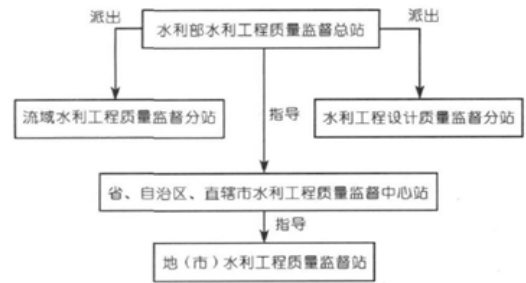 派出
水利部水利工程质量监督总站
派出
流域水利工程质量监督分站
指导
水利工程设计质量监督分站
省、自治区、直辖市水利工程质量监督中心站
指导
地（市）水利工程质量监督站